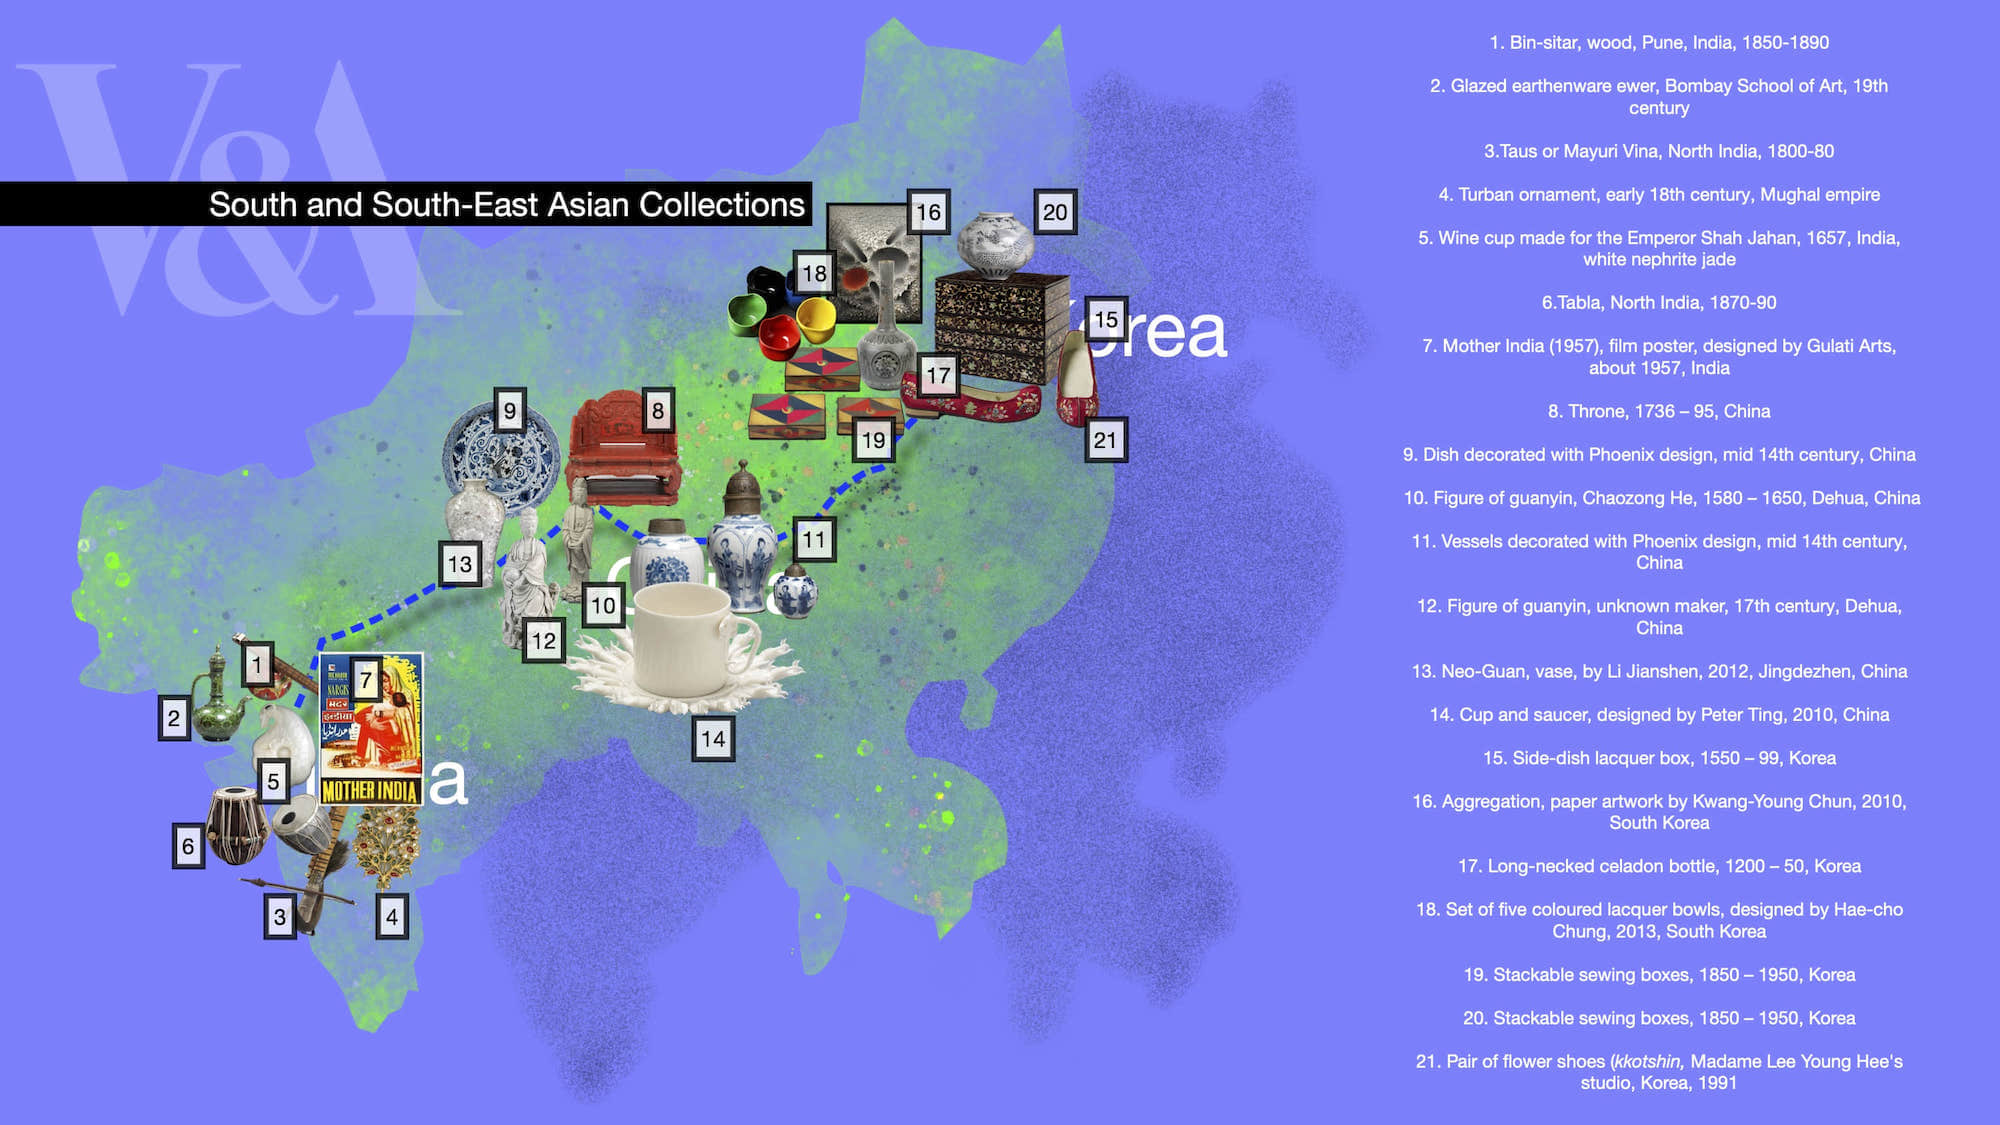 V&A
South and South-East Asian Collections
16
20
18
15
orea
17
9
8
19
21
11
13
10
12
1
7
NARGIS
2
14
5
MOTHER INDIA
a
6
3
4
1. Bin-sitar, wood, Pune, India, 1850-1890
2. Glazed earthenware ewer, Bombay School of Art, 19th
century
3.Taus or Mayuri Vina, North India, 1800-80
4. Turban ornament, early 18th century, Mughal empire
5. Wine cup made for the Emperor Shah Jahan, 1657, India,
white nephrite jade
6.Tabla, North India, 1870-90
7. Mother India (1957), film poster, designed by Gulati Arts,
about 1957, India
8. Throne, 1736 – 95, China
9. Dish decorated with Phoenix design, mid 14th century, China
10. Figure of guanyin, Chaozong He, 1580 – 1650, Dehua, China
11. Vessels decorated with Phoenix design, mid 14th century,
China
12. Figure of guanyin, unknown maker, 17th century, Dehua,
China
13. Neo-Guan, vase, by Li Jianshen, 2012, Jingdezhen, China
14. Cup and saucer, designed by Peter Ting, 2010, China
15. Side-dish lacquer box, 1550 – 99, Korea
16. Aggregation, paper artwork by Kwang-Young Chun, 2010,
South Korea
17. Long-necked celadon bottle, 1200 – 50, Korea
18. Set of five coloured lacquer bowls, designed by Hae-cho
Chung, 2013, South Korea
19. Stackable sewing boxes, 1850 – 1950, Korea
20. Stackable sewing boxes, 1850 – 1950, Korea
21. Pair of flower shoes (kkotshin, Madame Lee Young Hee's
studio, Korea, 1991